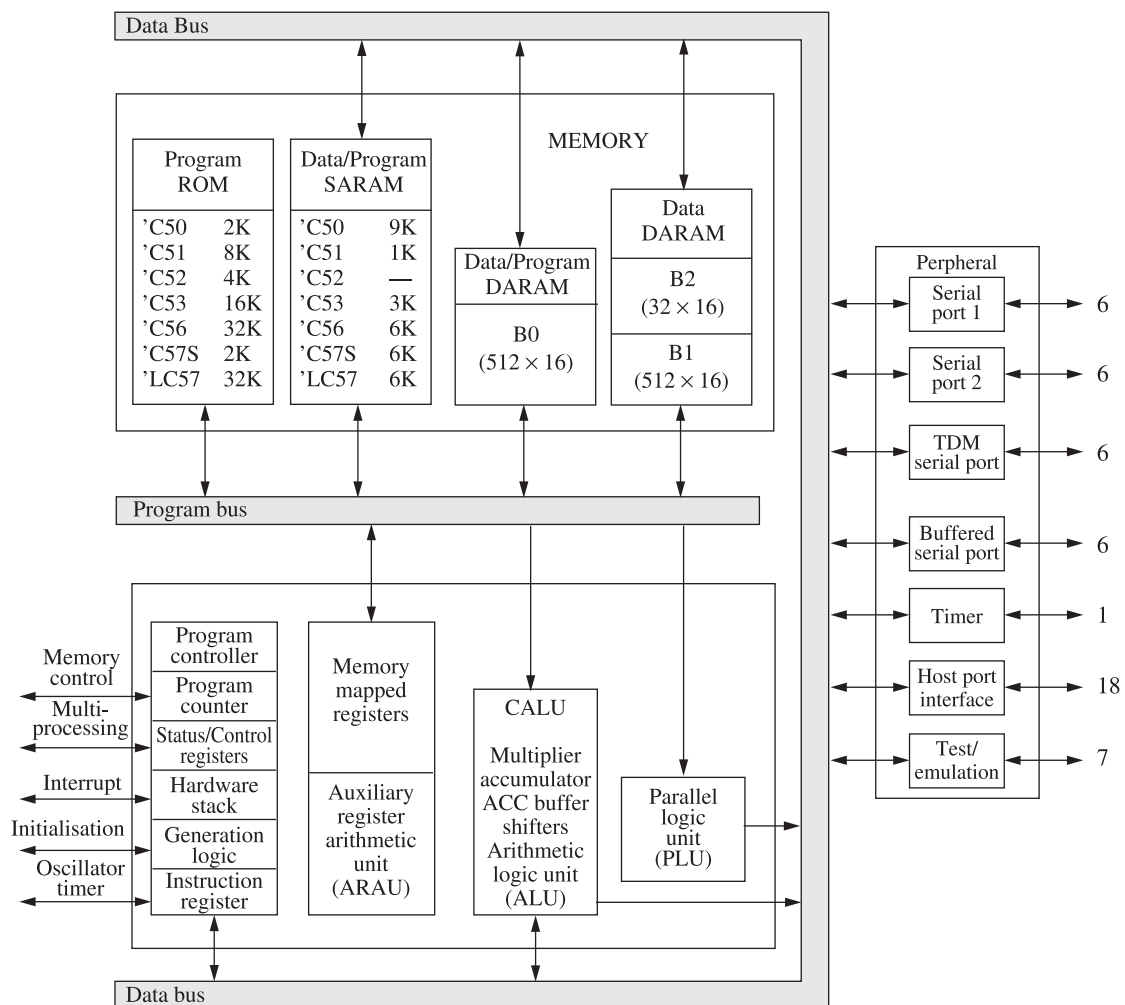 Data Bus
MEMORY
Program
ROM
’C50 2K
’C51 8K
’C52 4K
’C53 16K
’C56 32K
’C57S 2K
’LC57 32K
Data/Program
SARAM
’C50 9K
’C51 1K
’C52 —
’C53 3K
’C56 6K
’C57S 6K
’LC57 6K
Data/Program
DARAM
B0
(512 × 16)
Data
DARAM
B2
(32 × 16)
B1
(512 × 16)
Program bus
Perpheral
Serial
port 1
6
Serial
port 2
6
TDM
serial port
6
Buffered
serial port
6
Timer
1
Host port
interface
18
Test/
emulation
7
Memory
control
Multi-
processing
Interrupt
Initialisation
Oscillator
timer
Program
controller
Program
counter
Status/Control
registers
Hardware
stack
Generation
logic
Instruction
register
Memory
mapped
registers
Auxiliary
register
arithmetic
unit
(ARAU)
CALU
Multiplier
accumulator
ACC buffer
shifters
Arithmetic
logic unit
(ALU)
Parallel
logic
unit
(PLU)
Data bus